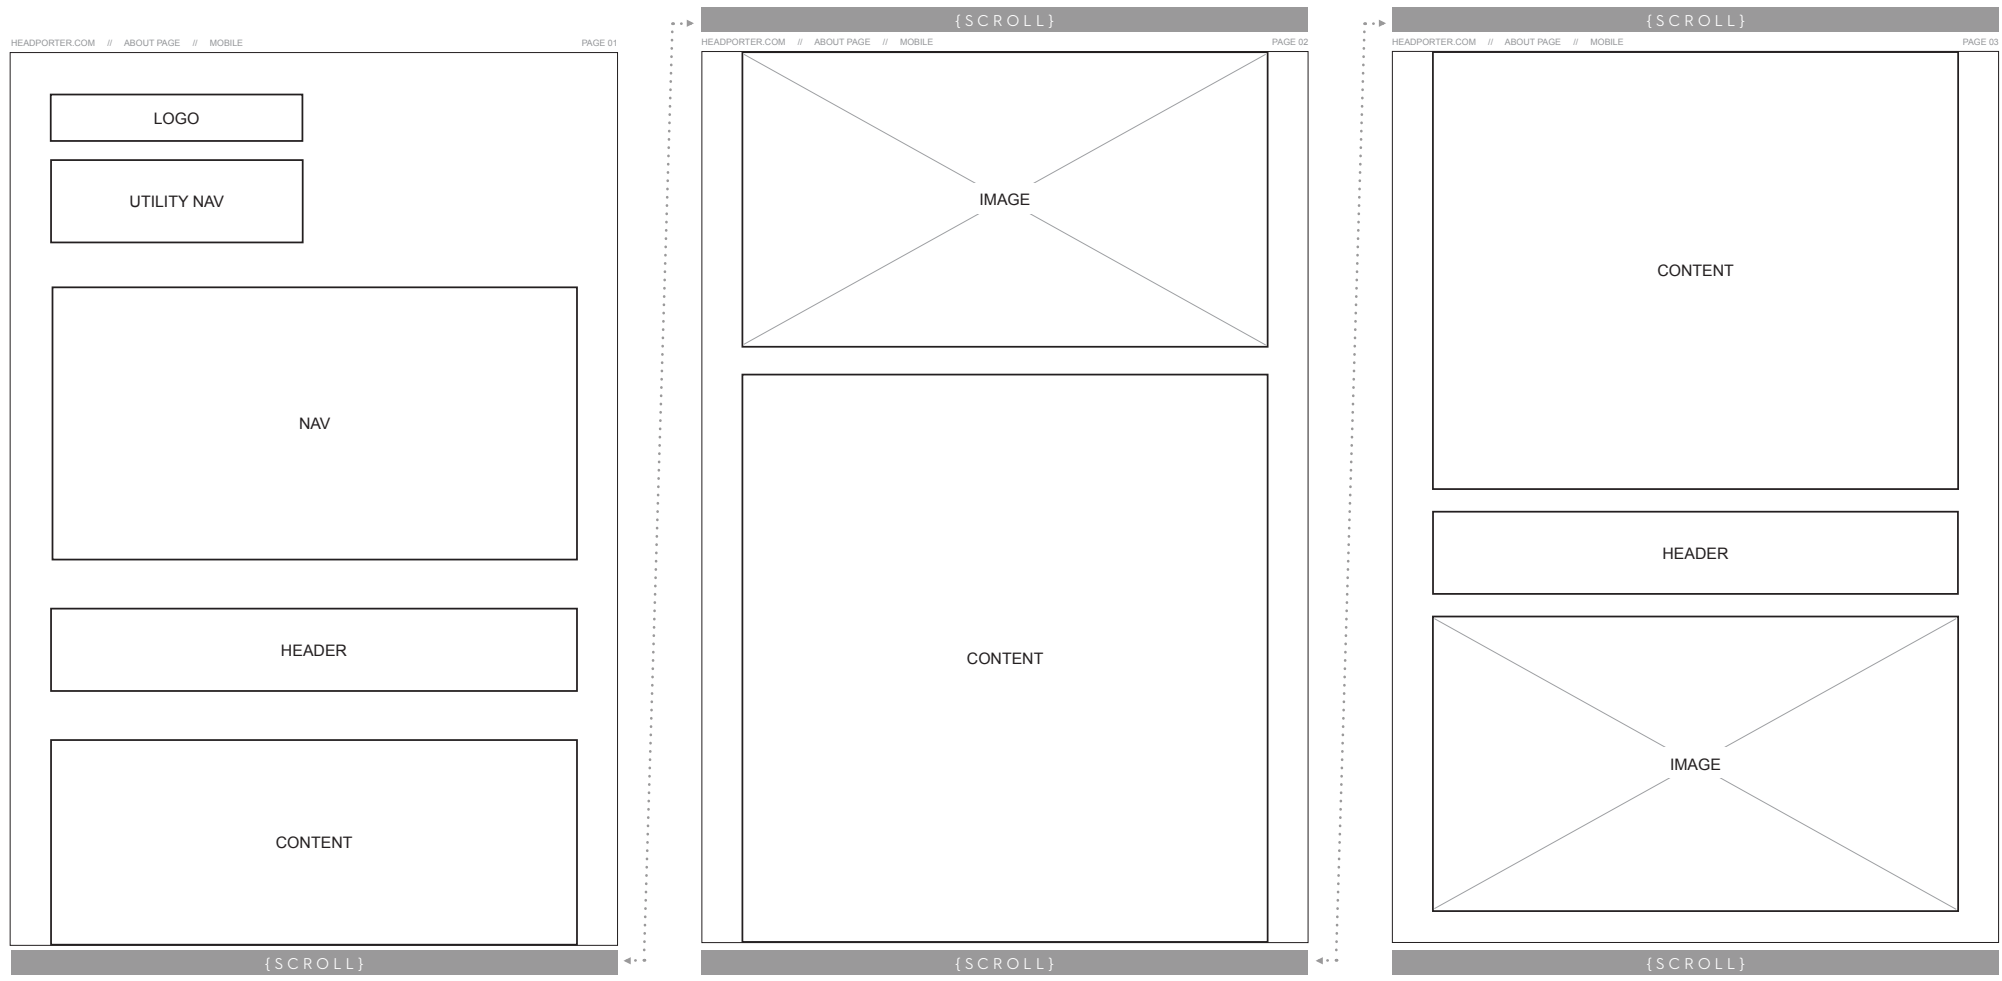 HEADPORTER.COM // ABOUT PAGE // MOBILE PAGE 01
LOGO
UTILITY NAV
NAV
HEADER
CONTENT
{SCROLL}
{SCROLL}
HEADPORTER.COM // ABOUT PAGE // MOBILE PAGE 02
IMAGE
CONTENT
{SCROLL}
{SCROLL}
HEADPORTER.COM // ABOUT PAGE // MOBILE PAGE 03
CONTENT
HEADER
IMAGE
{SCROLL}